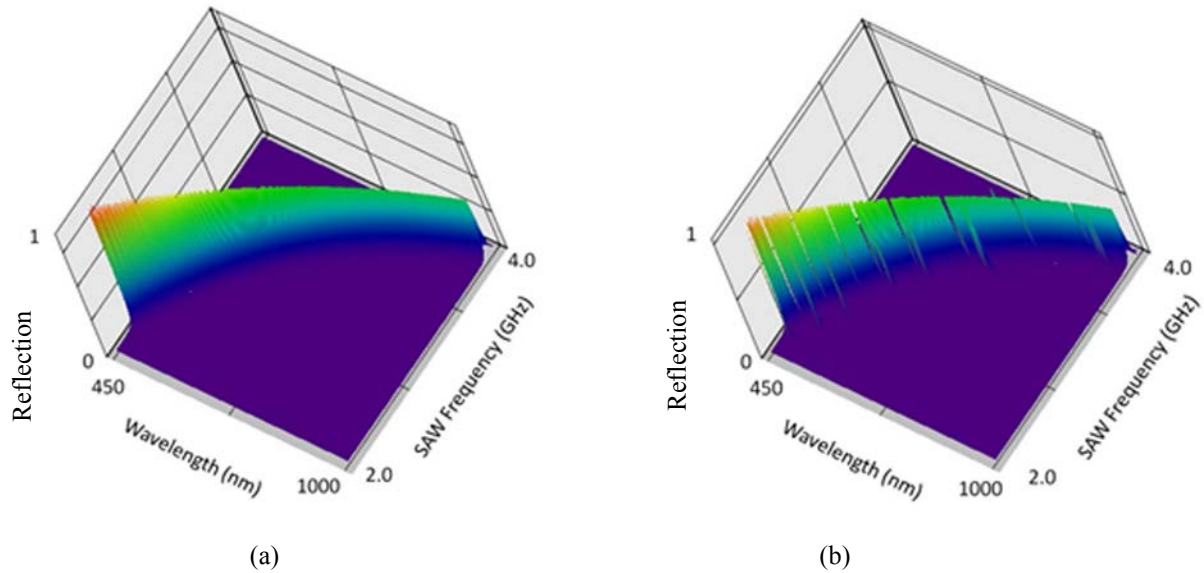 1
0
Reflection
450
Wavelength (nm)
1000
2.0
SAW Frequency (GHz)
4.0
(a)
1
0
Reflection
450
Wavelength (nm)
1000
2.0
SAW Frequency (GHz)
4.0
(b)